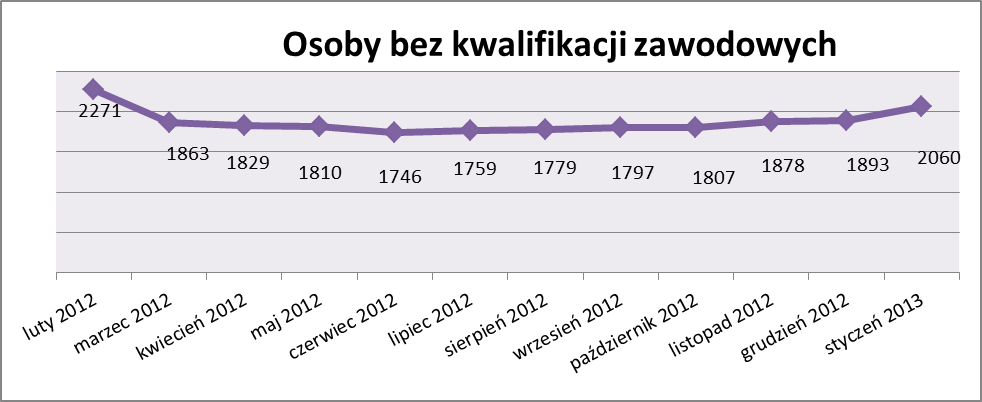 Osoby bez kwalifikacji zawodowych
2271
1863
1829
1810
1746
1759
1779
1797
1807
1878
1893
2060
luty 2012
marzec 2012
kwiecień 2012
maj 2012
czerwiec 2012
lipiec 2012
sierpień 2012
wrzesień 2012
październik 2012
listopad 2012
grudzień 2012
styczeń 2013